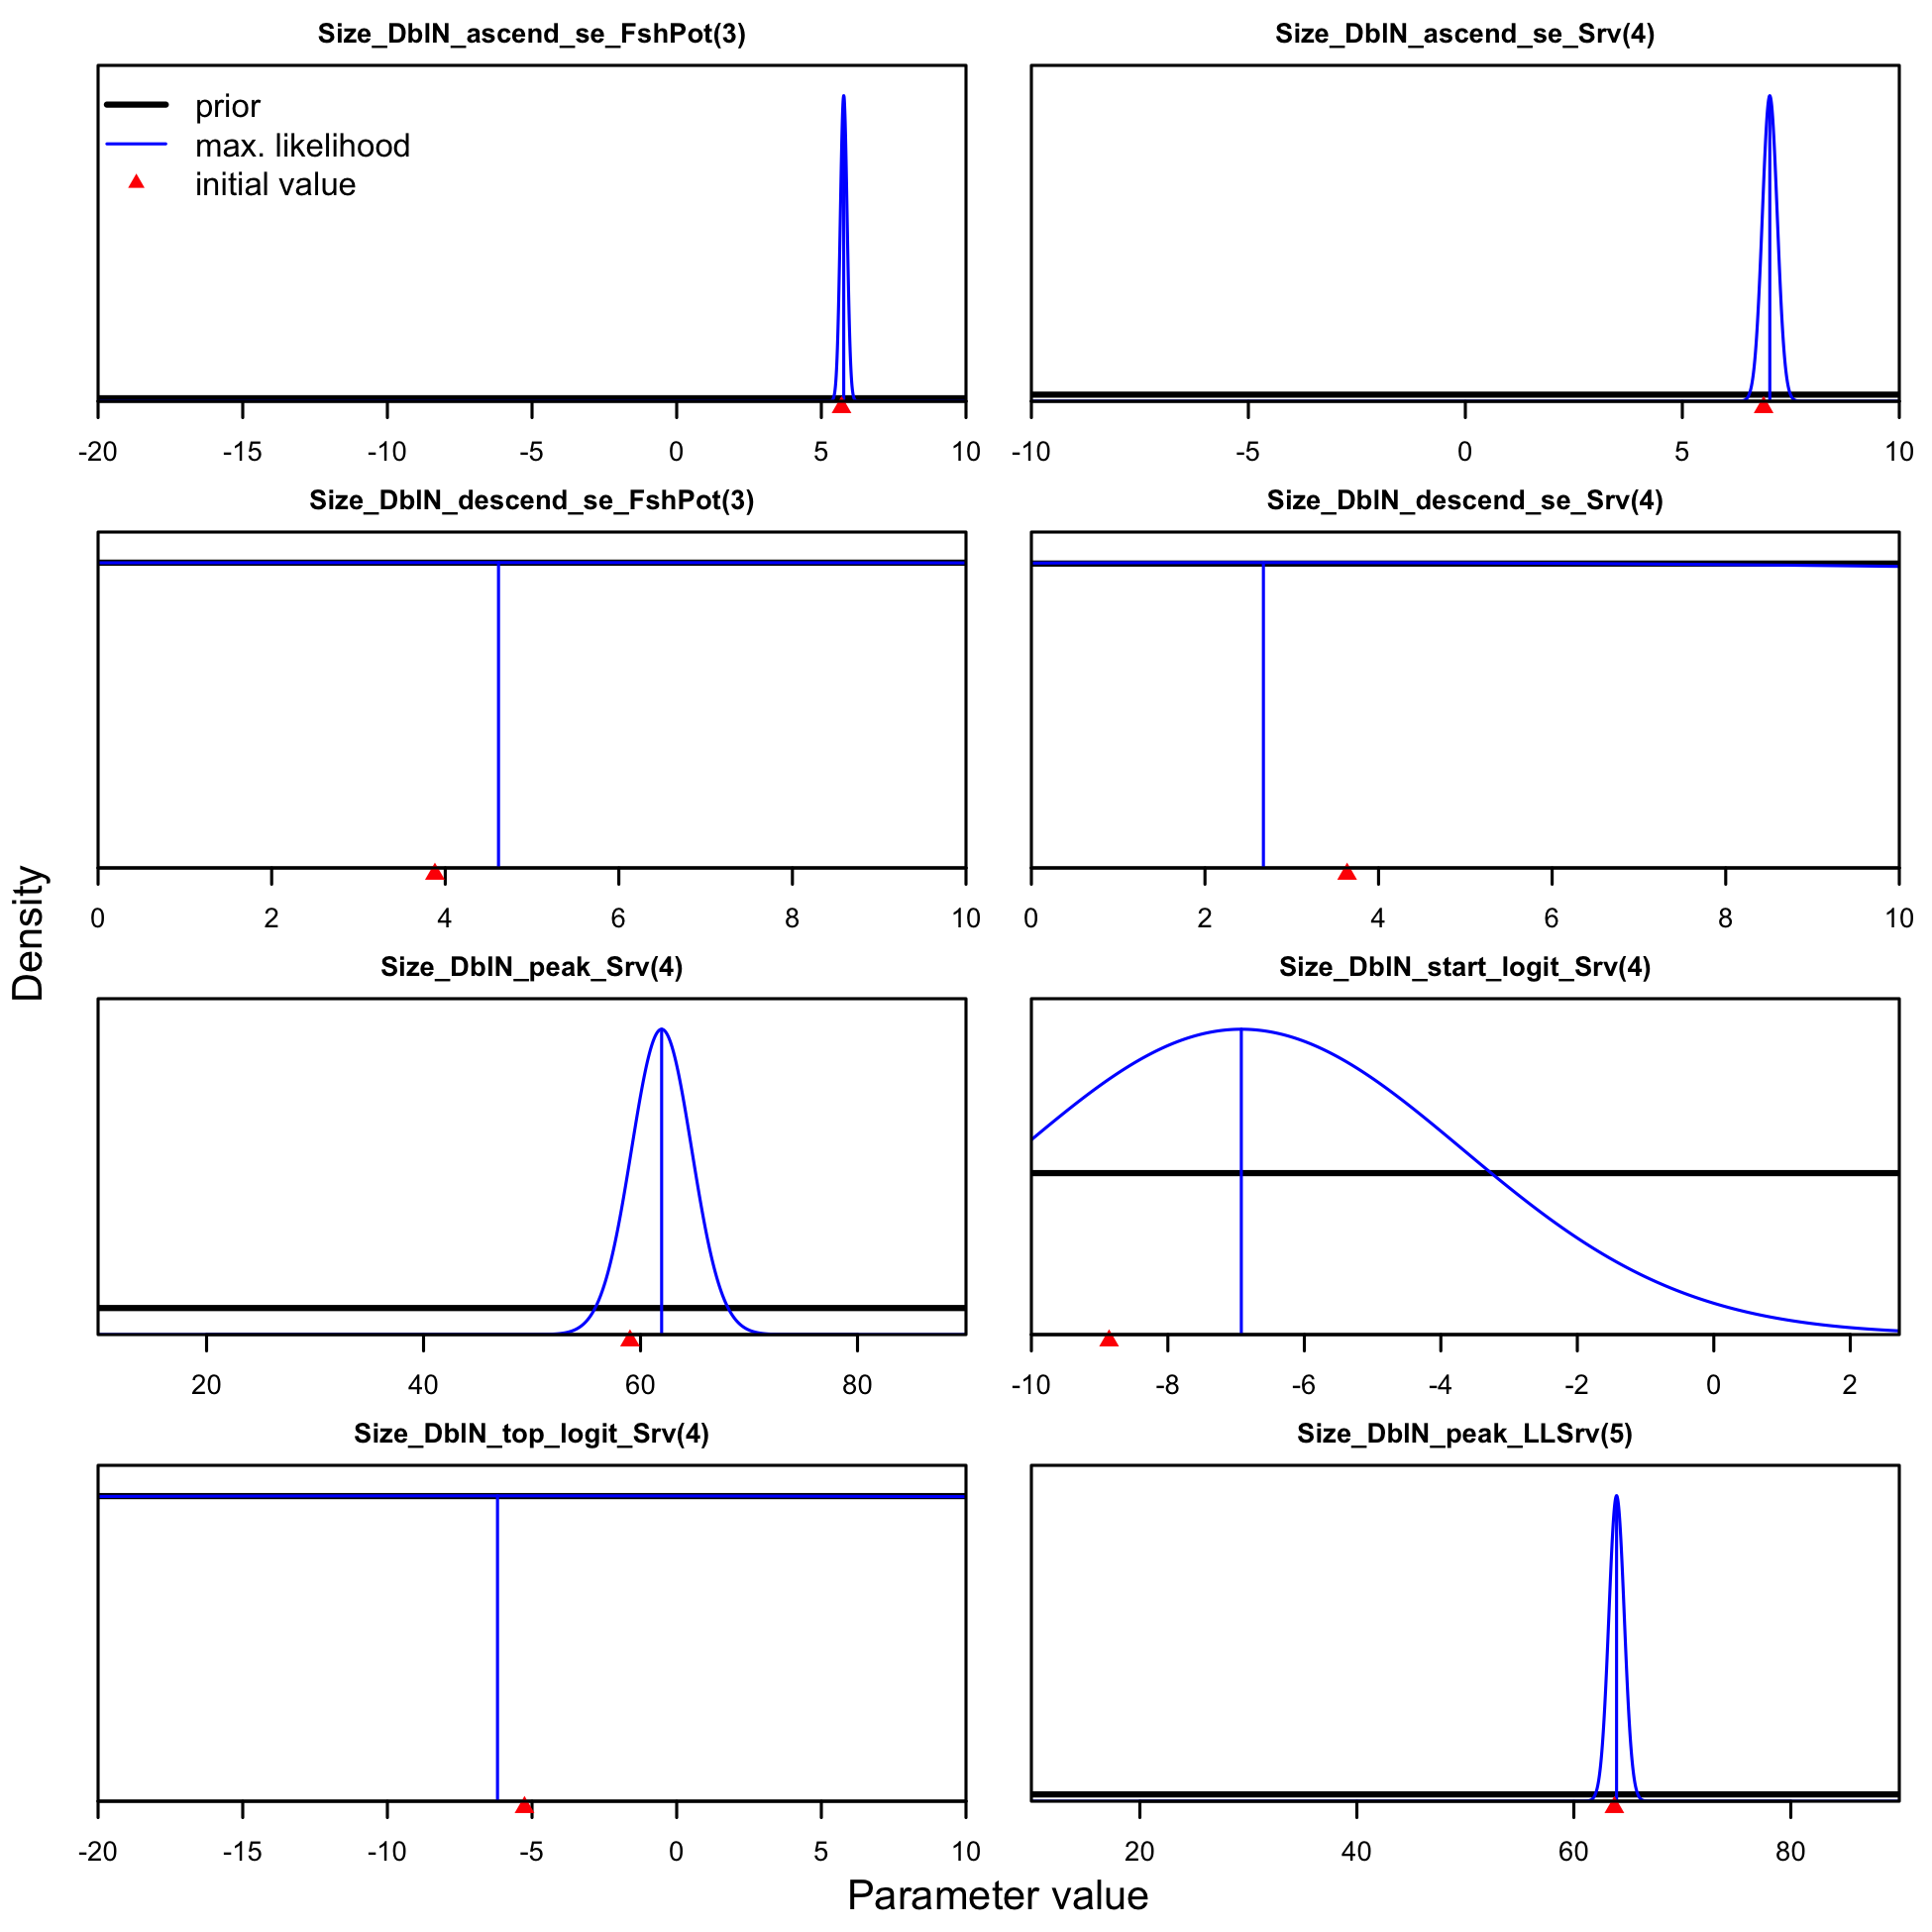 Size_DblN_ascend_se_FshPot(3)
prior
max. likelihood
initial value
-20 -15 -10 -5 0 5 10
Size_DblN_ascend_se_Srv(4)
-10 -5 0 5 10
Size_DblN_descend_se_FshPot(3)
0 2 4 6 8 10
Size_DblN_descend_se_Srv(4)
0 2 4 6 8 10
Size_DblN_peak_Srv(4)
20 40 60 80
Size_DblN_start_logit_Srv(4)
-10 -8 -6 -4 -2 0 2
Size_DblN_top_logit_Srv(4)
-20 -15 -10 -5 0 5 10
Size_DblN_peak_LLSrv(5)
20 40 60 80
Density
Parameter value